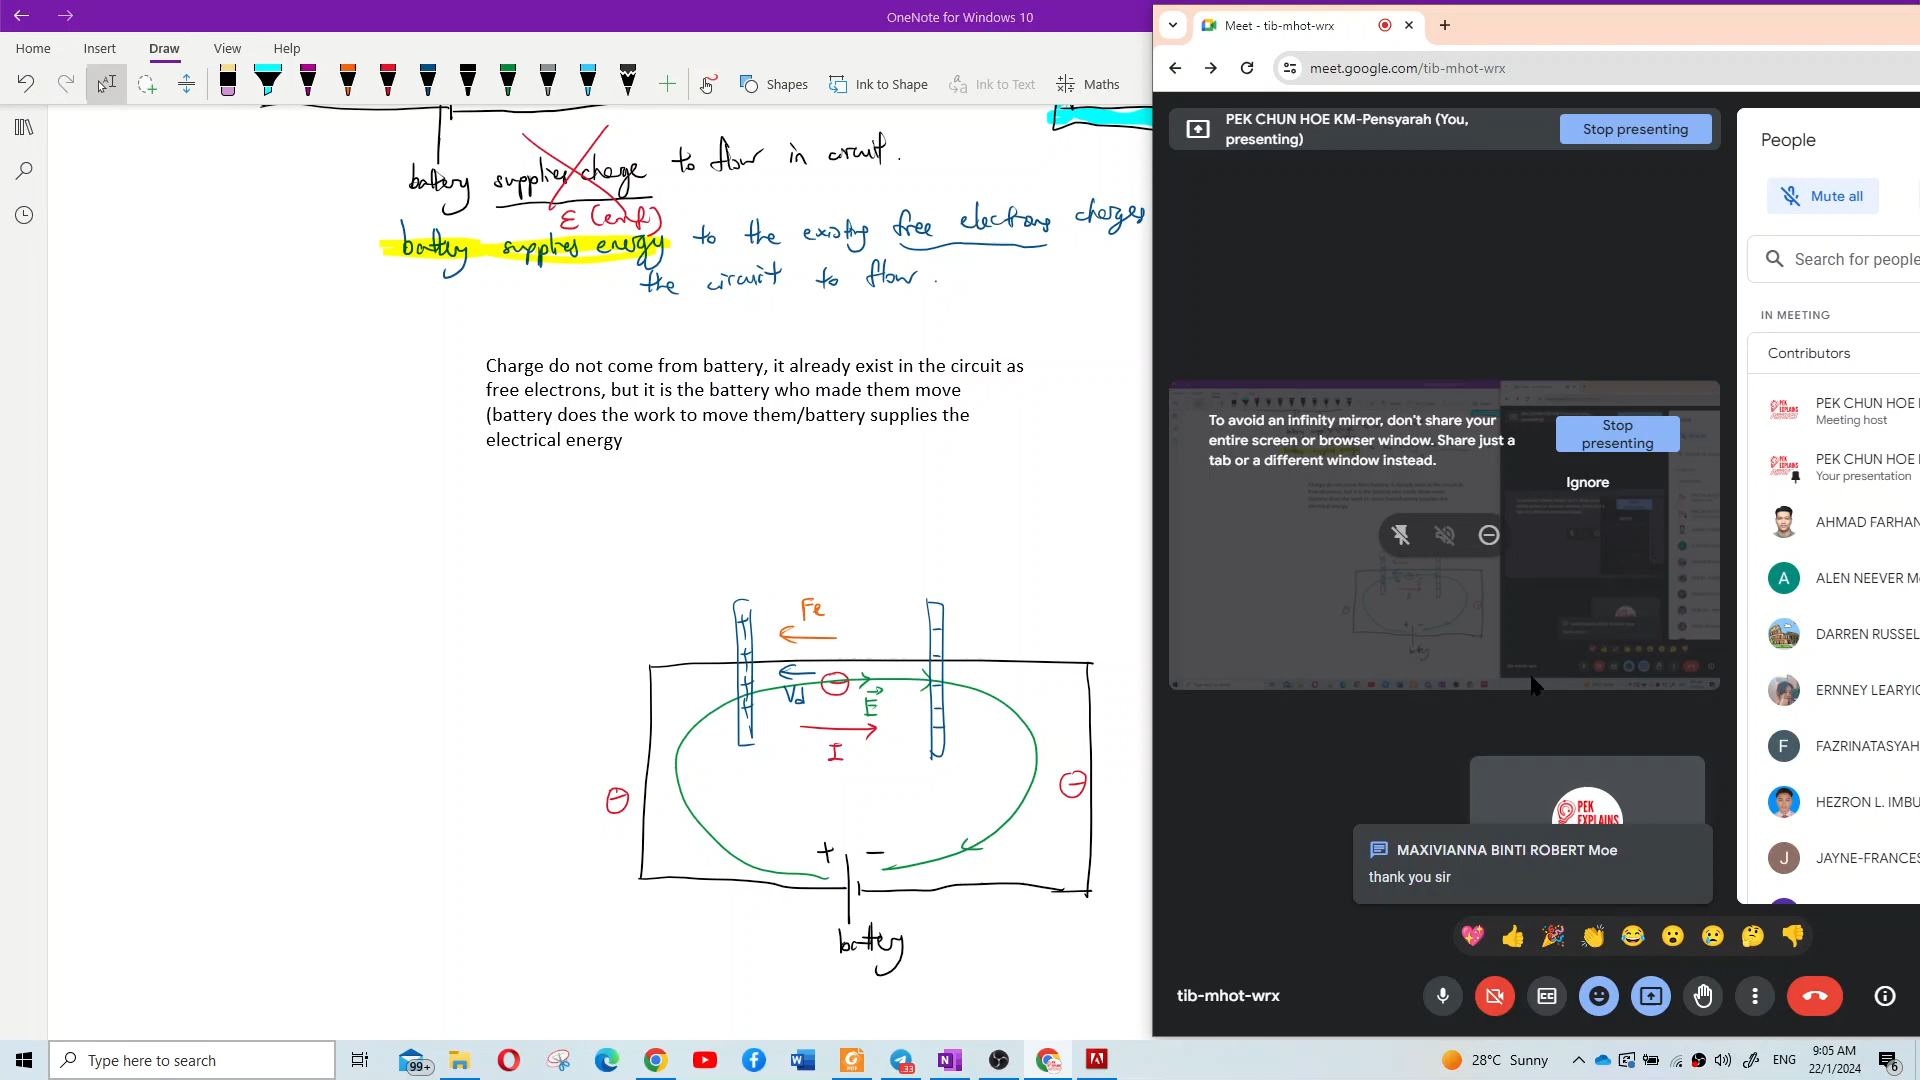 OneNote for Windows 10
Home Insert Draw View Help
Shapes Ink to Shape Ink to Text Maths
battery supplies charge to flow in circuit.
ε (emf)
battery supplies energy to the existing free electrons charges
the circuit to flow.
Charge do not come from battery, it already exist in the circuit as
free electrons, but it is the battery who made them move
(battery does the work to move them/battery supplies the
electrical energy
Fe
Vd
E
I
+ −
battery
Meet - tib-mhot-wrx
meet.google.com/tib-mhot-wrx
PEK CHUN HOE KM-Pensyarah (You,
presenting)
Stop presenting
To avoid an infinity mirror, don't share your
entire screen or browser window. Share just a
tab or a different window instead.
Stop
presenting
Ignore
PEK
EXPLAINS
MAXIVIANNA BINTI ROBERT Moe
thank you sir
tib-mhot-wrx
People
Mute all
Search for people
IN MEETING
Contributors
PEK CHUN HOE
Meeting host
PEK CHUN HOE
Your presentation
AHMAD FARHAN
A ALEN NEEVER M
DARREN RUSSEL
ERNNEY LEARYIC
F FAZRINATASYAH
HEZRON L. IMBU
J JAYNE-FRANCES
Type here to search
99+
33
28°C Sunny
ENG
9:05 AM
22/1/2024
6